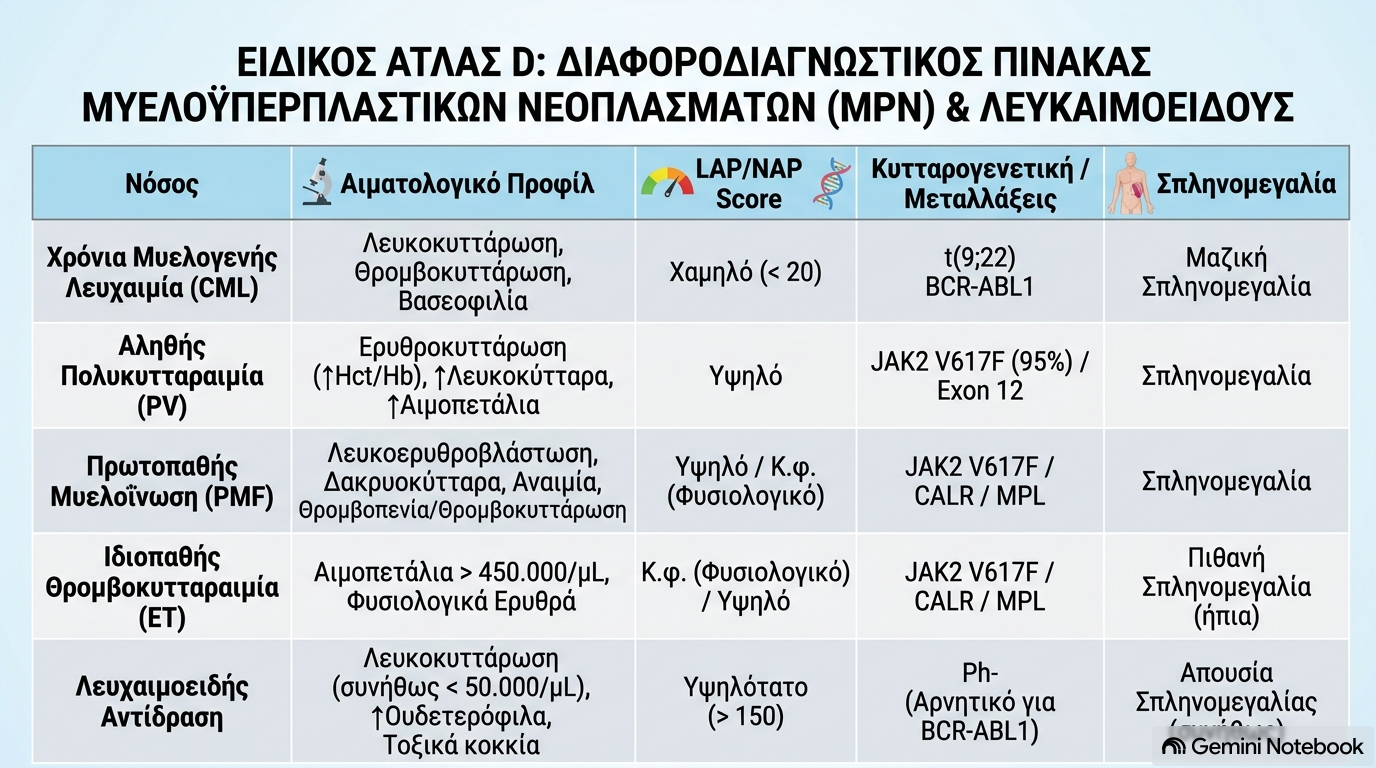 ΕΙΔΙΚΟΣ ΑΤΛΑΣ D: ΔΙΑΦΟΡΟΔΙΑΓΝΩΣΤΙΚΟΣ ΠΙΝΑΚΑΣ
ΜΥΕΛΟΫΠΕΡΠΛΑΣΤΙΚΩΝ ΝΕΟΠΛΑΣΜΑΤΩΝ (MPN) & ΛΕΥΚΑΙΜΟΕΙΔΟΥΣ
Νόσος
Αιματολογικό Προφίλ
LAP/NAP
Score
Κυτταρογενετική /
Μεταλλάξεις
Σπληνομεγαλία
Χρόνια Μυελογενής
Λευχαιμία (CML)
Λευκοκυττάρωση,
Θρομβοκυττάρωση,
Βασεοφιλία
Χαμηλό (< 20)
t(9;22)
BCR-ABL1
Μαζική
Σπληνομεγαλία
Αληθής
Πολυκυτταραιμία
(PV)
Ερυθροκυττάρωση
(↑Hct/Hb), ↑Λευκοκύτταρα,
↑Αιμοπετάλια
Υψηλό
JAK2 V617F (95%) /
Exon 12
Σπληνομεγαλία
Πρωτοπαθής
Μυελοΐνωση (PMF)
Λευκοερυθροβλάστωση,
Δακρυοκύτταρα, Αναιμία,
Θρομβοπενία/Θρομβοκυττάρωση
Υψηλό / Κ.φ.
(Φυσιολογικό)
JAK2 V617F /
CALR / MPL
Σπληνομεγαλία
Ιδιοπαθής
Θρομβοκυτταραιμία
(ET)
Αιμοπετάλια > 450.000/μL,
Φυσιολογικά Ερυθρά
Κ.φ. (Φυσιολογικό)
/ Υψηλό
JAK2 V617F /
CALR / MPL
Πιθανή
Σπληνομεγαλία
(ήπια)
Λευχαιμοειδής
Αντίδραση
Λευκοκυττάρωση
(συνήθως < 50.000/μL),
↑Ουδετερόφιλα,
Τοξικά κοκκία
Υψηλότατο
(> 150)
Ph-
(Αρνητικό για
BCR-ABL1)
Απουσία
Σπληνομεγαλίας
(συνήθως)
Gemini Notebook